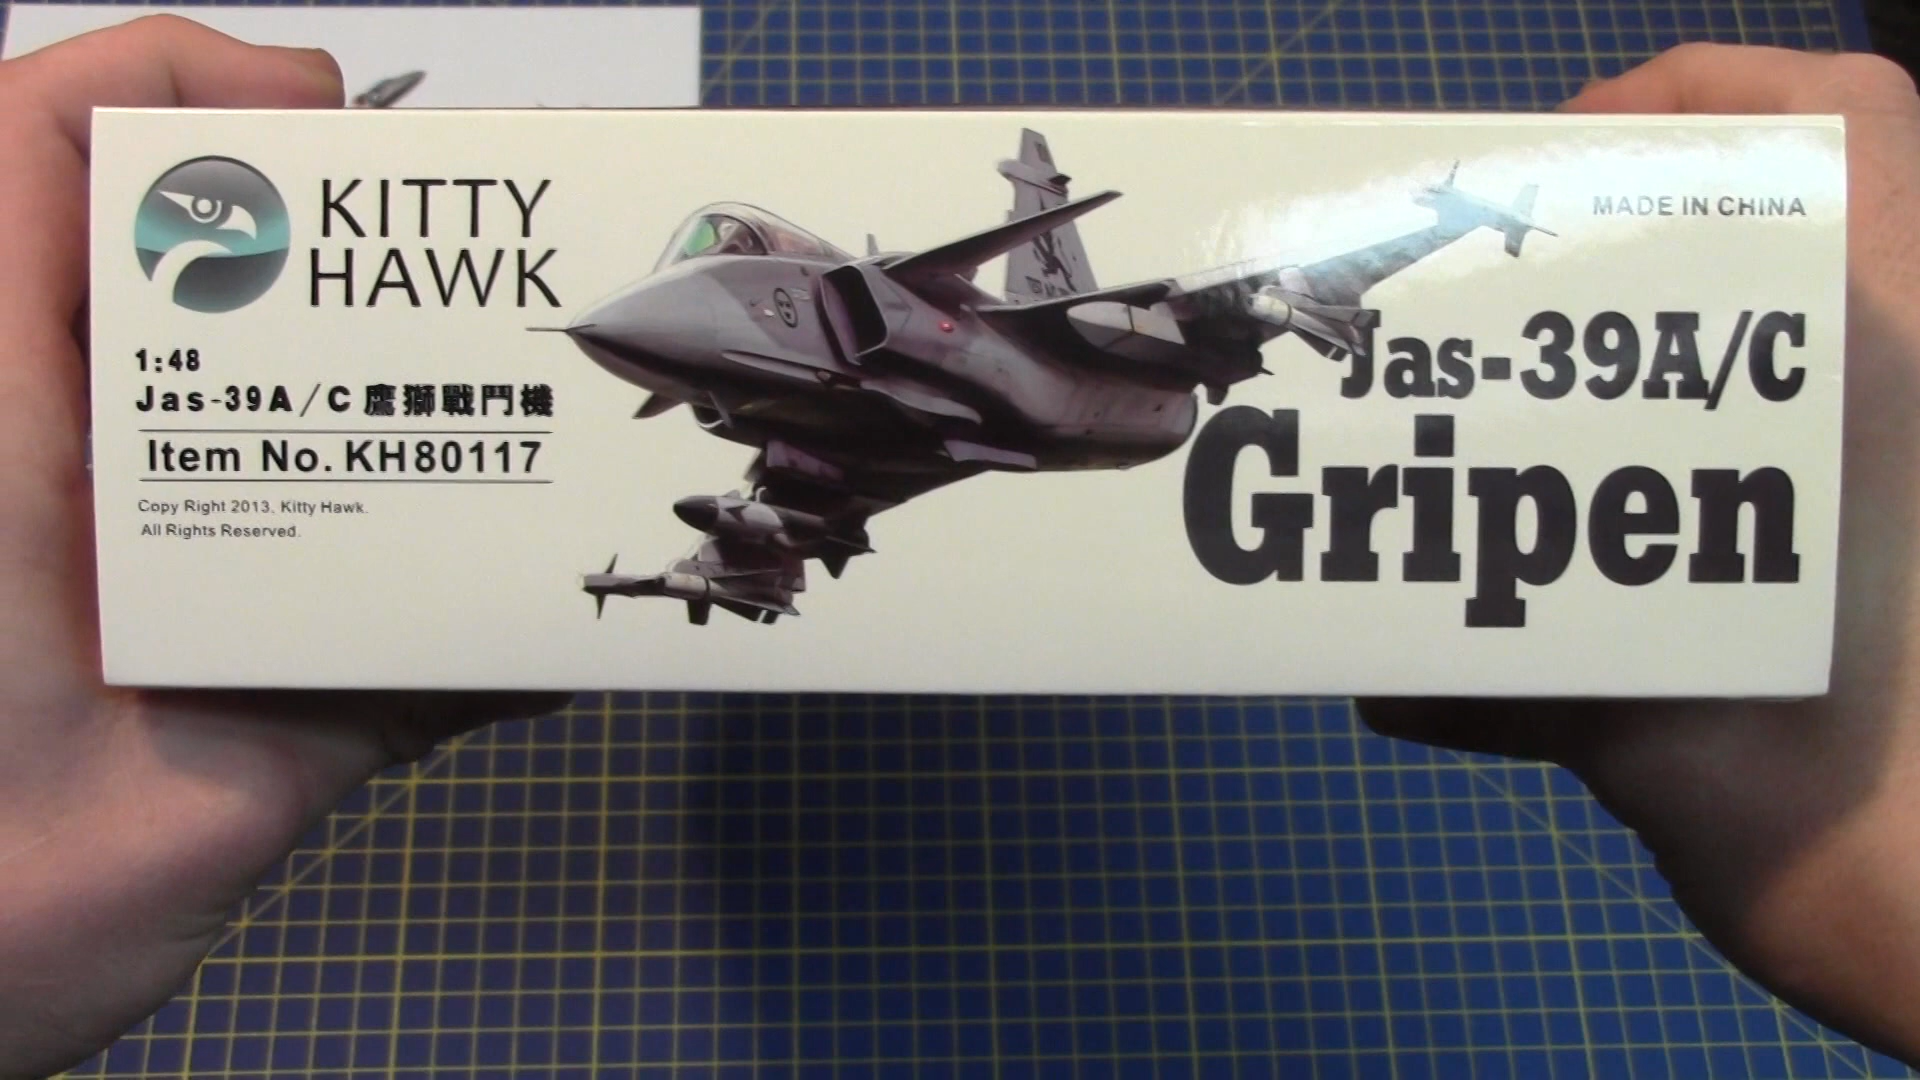 KITTY
HAWK
1:48
Jas-39A/C 鷹獅戰鬥機
Item No. KH80117
Copy Right 2013. Kitty Hawk.
All Rights Reserved.
MADE IN CHINA
Jas-39A/C
Gripen